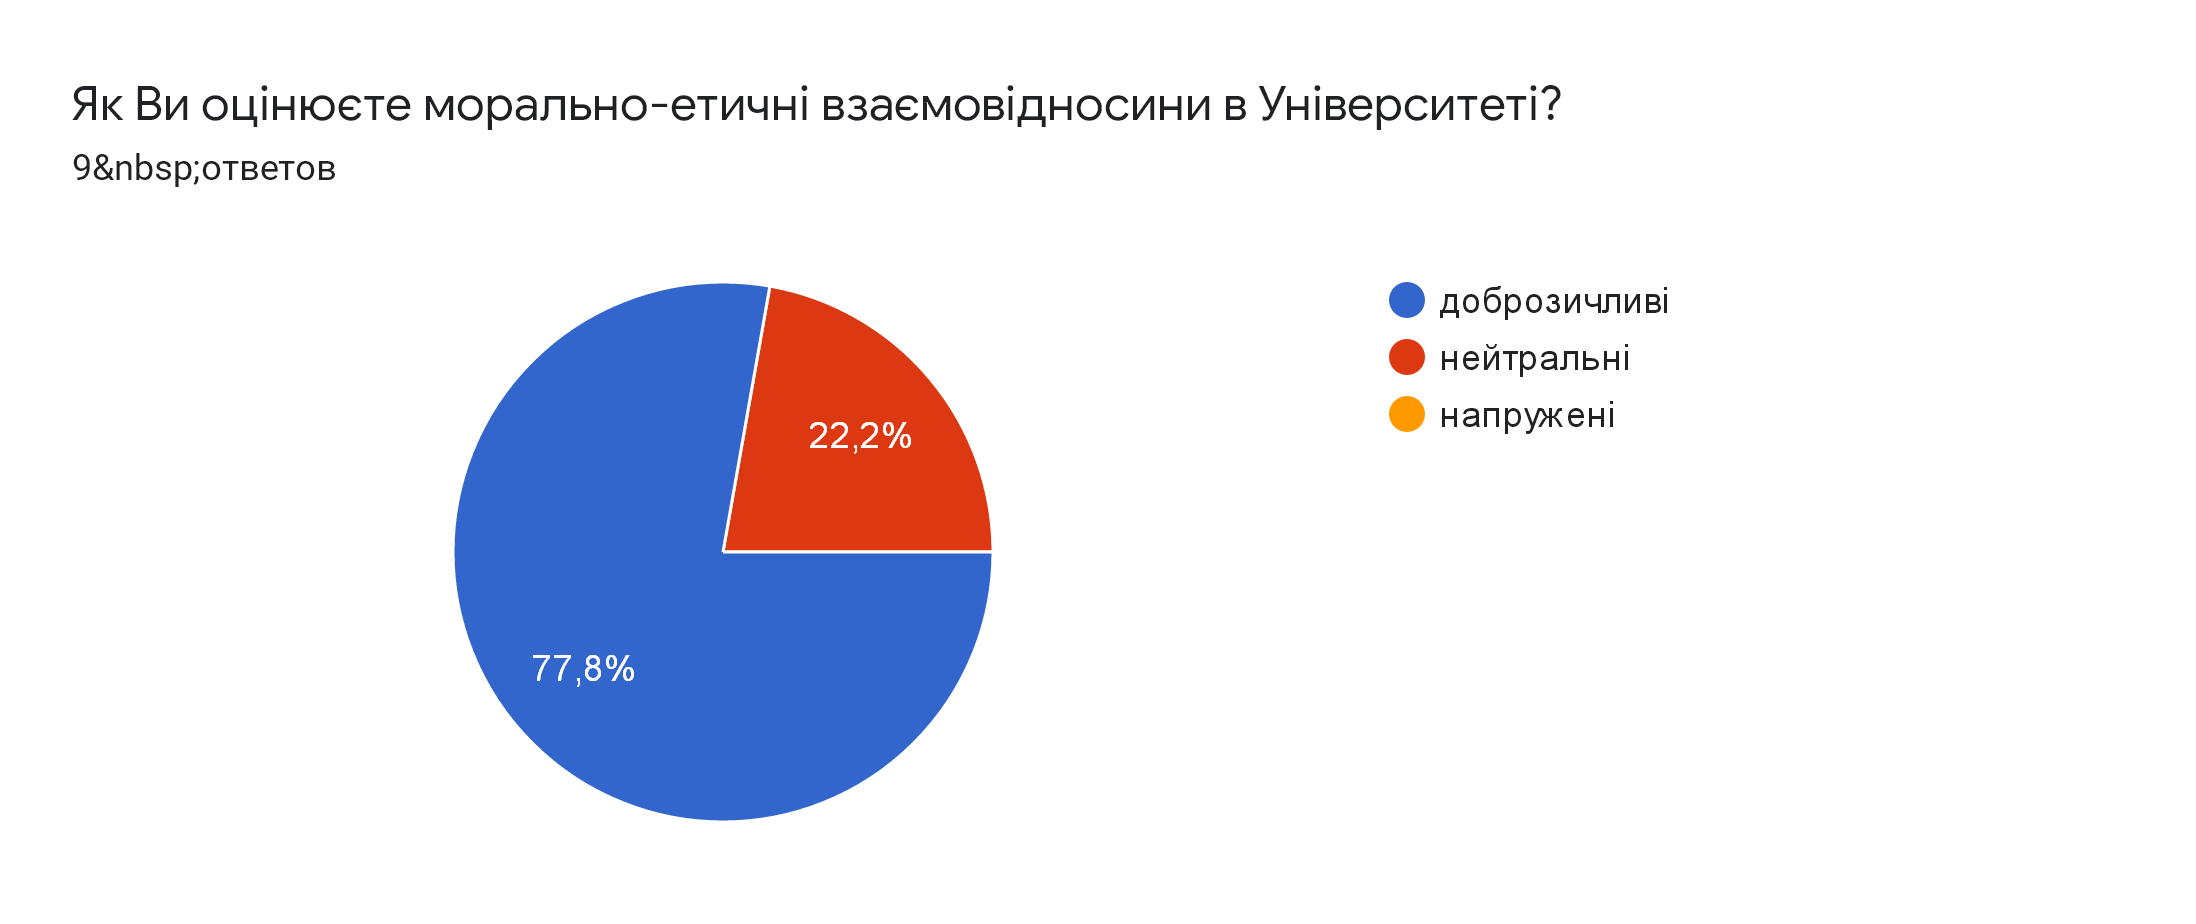 Як Ви оцінюєте морально-етичні взаємовідносини в Університеті?
9&nbsp;ответов
доброзичливі
нейтральні
напружені
22,2%
77,8%